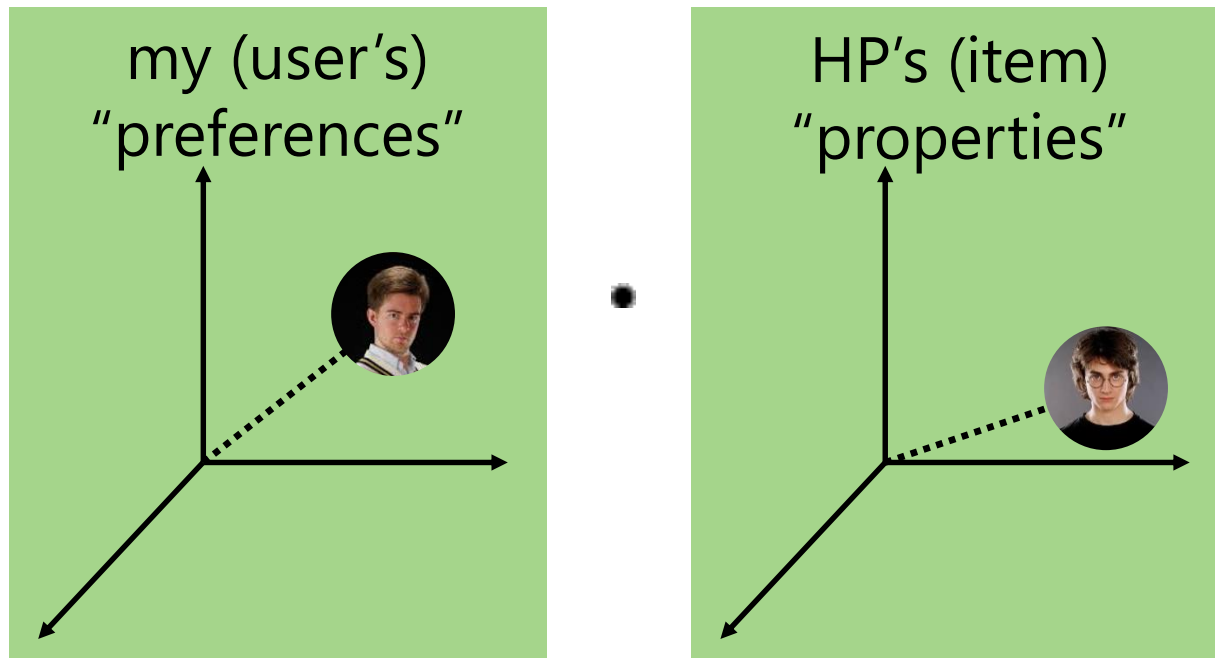 my (user’s)
“preferences”
HP’s (item)
“properties”